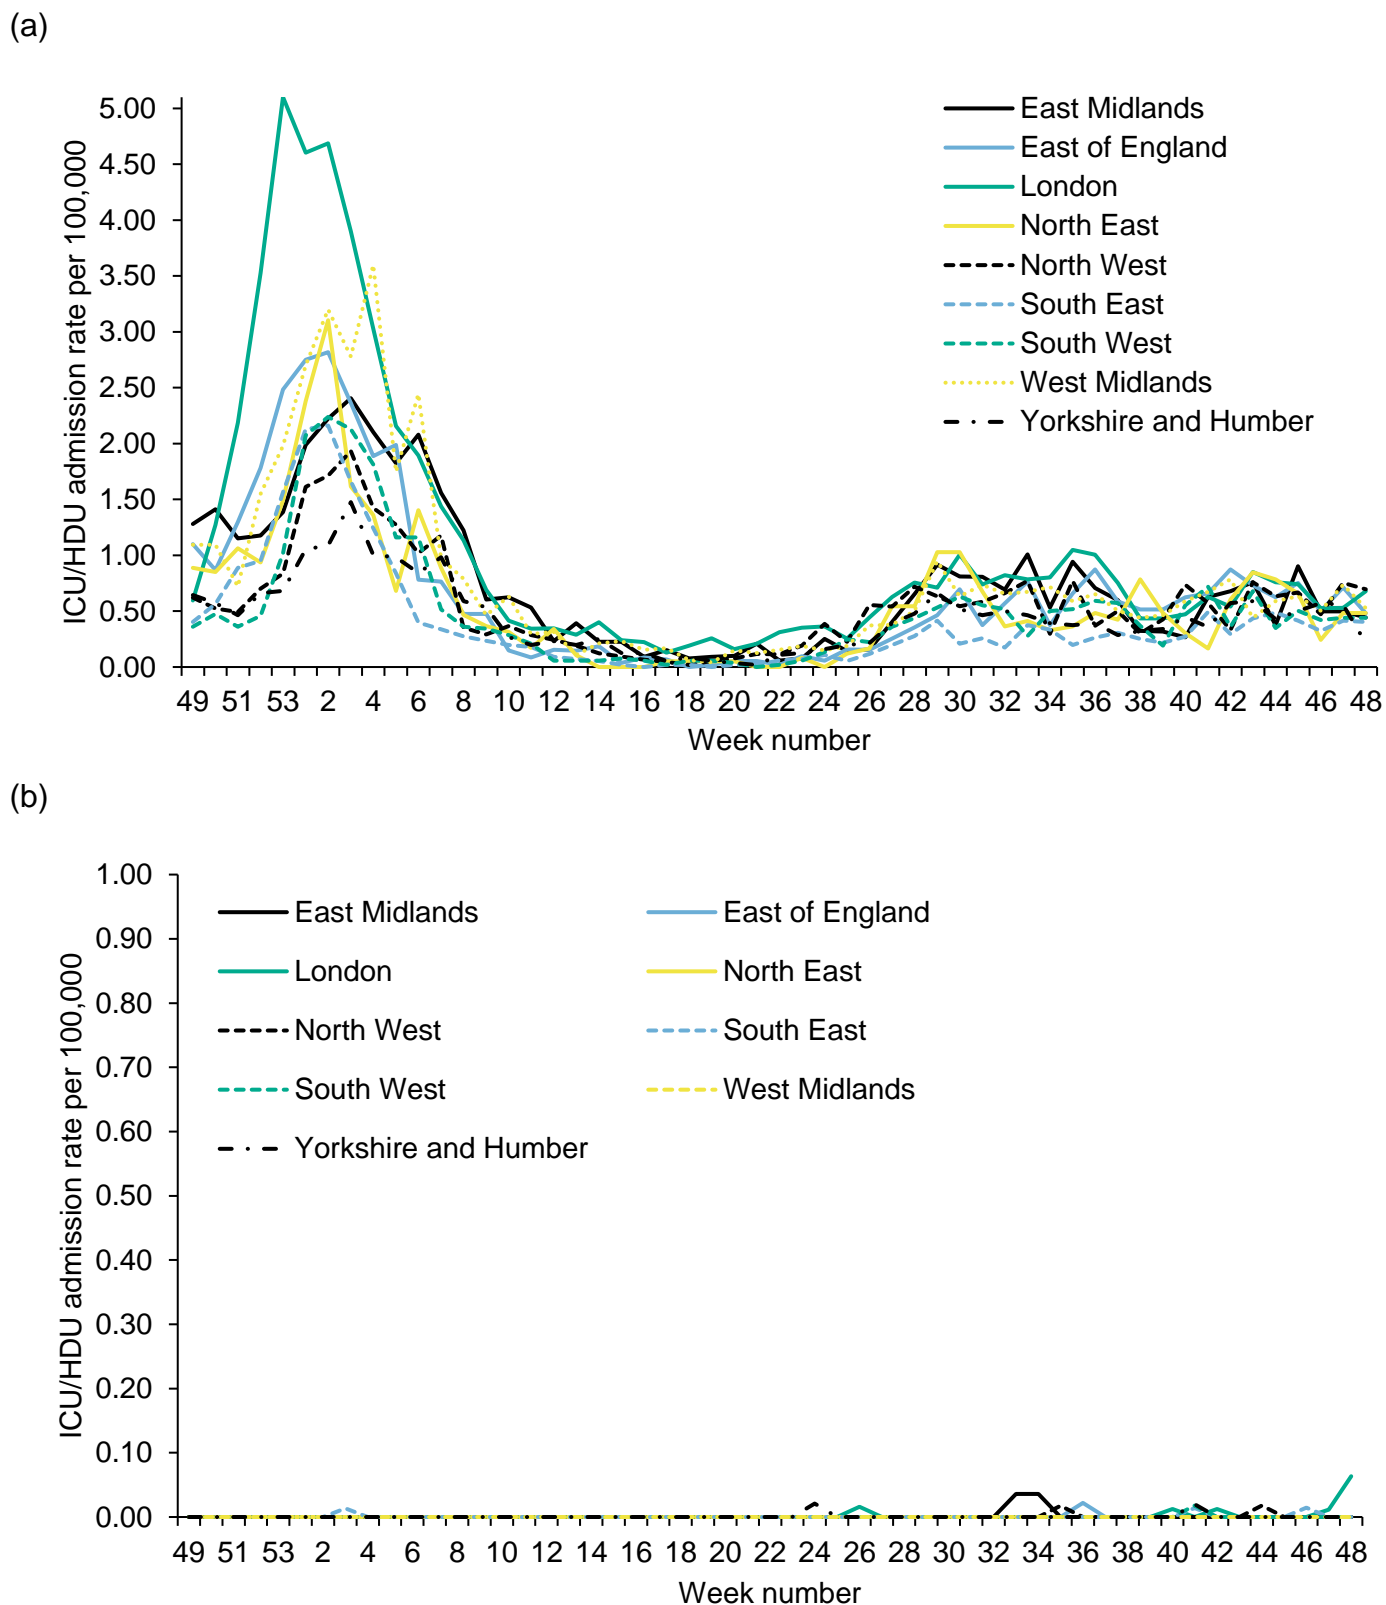 (a)
ICU/HDU admission rate per 100,000
5.00
4.50
4.00
3.50
3.00
2.50
2.00
1.50
1.00
0.50
0.00
East Midlands
East of England
London
North East
North West
South East
South West
West Midlands
Yorkshire and Humber
49 51 53 2 4 6 8 10 12 14 16 18 20 22 24 26 28 30 32 34 36 38 40 42 44 46 48
Week number
(b)
ICU/HDU admission rate per 100,000
1.00
0.90
0.80
0.70
0.60
0.50
0.40
0.30
0.20
0.10
0.00
East Midlands East of England
London North East
North West South East
South West West Midlands
Yorkshire and Humber
49 51 53 2 4 6 8 10 12 14 16 18 20 22 24 26 28 30 32 34 36 38 40 42 44 46 48
Week number